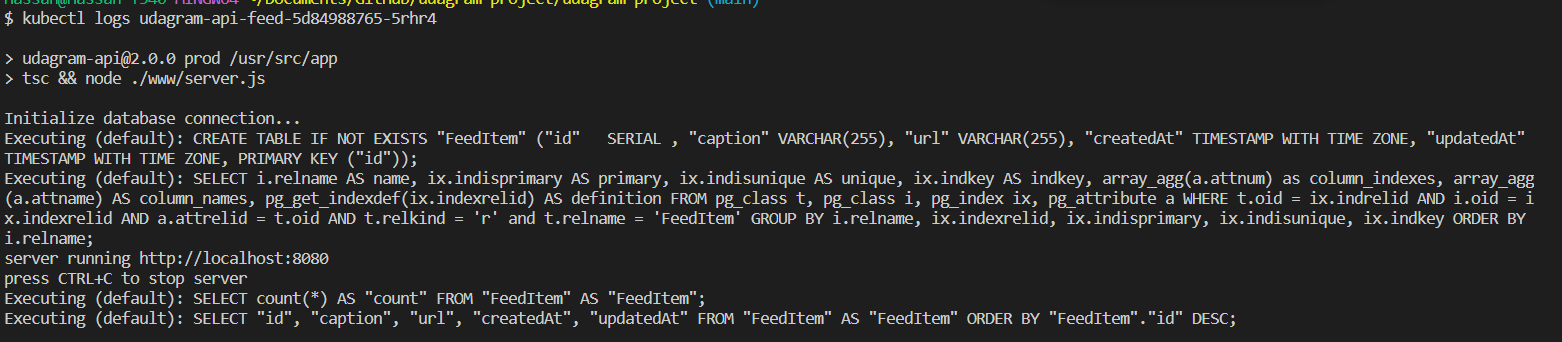 Hassan@Hassan-T540 MINGW64 ~/Documents/GitHub/udagram-project/udagram-project (main)
$ kubectl logs udagram-api-feed-5d84988765-5rhr4
> udagram-api@2.0.0 prod /usr/src/app
> tsc && node ./www/server.js
Initialize database connection...
Executing (default): CREATE TABLE IF NOT EXISTS "FeedItem" ("id"   SERIAL , "caption" VARCHAR(255), "url" VARCHAR(255), "createdAt" TIMESTAMP WITH TIME ZONE, "updatedAt"
TIMESTAMP WITH TIME ZONE, PRIMARY KEY ("id"));
Executing (default): SELECT i.relname AS name, ix.indisprimary AS primary, ix.indisunique AS unique, ix.indkey AS indkey, array_agg(a.attnum) as column_indexes, array_agg
(a.attname) AS column_names, pg_get_indexdef(ix.indexrelid) AS definition FROM pg_class t, pg_class i, pg_index ix, pg_attribute a WHERE t.oid = ix.indrelid AND i.oid = i
x.indexrelid AND a.attrelid = t.oid AND t.relkind = 'r' and t.relname = 'FeedItem' GROUP BY i.relname, ix.indexrelid, ix.indisprimary, ix.indisunique, ix.indkey ORDER BY
i.relname;
server running http://localhost:8080
press CTRL+C to stop server
Executing (default): SELECT count(*) AS "count" FROM "FeedItem" AS "FeedItem";
Executing (default): SELECT "id", "caption", "url", "createdAt", "updatedAt" FROM "FeedItem" AS "FeedItem" ORDER BY "FeedItem"."id" DESC;